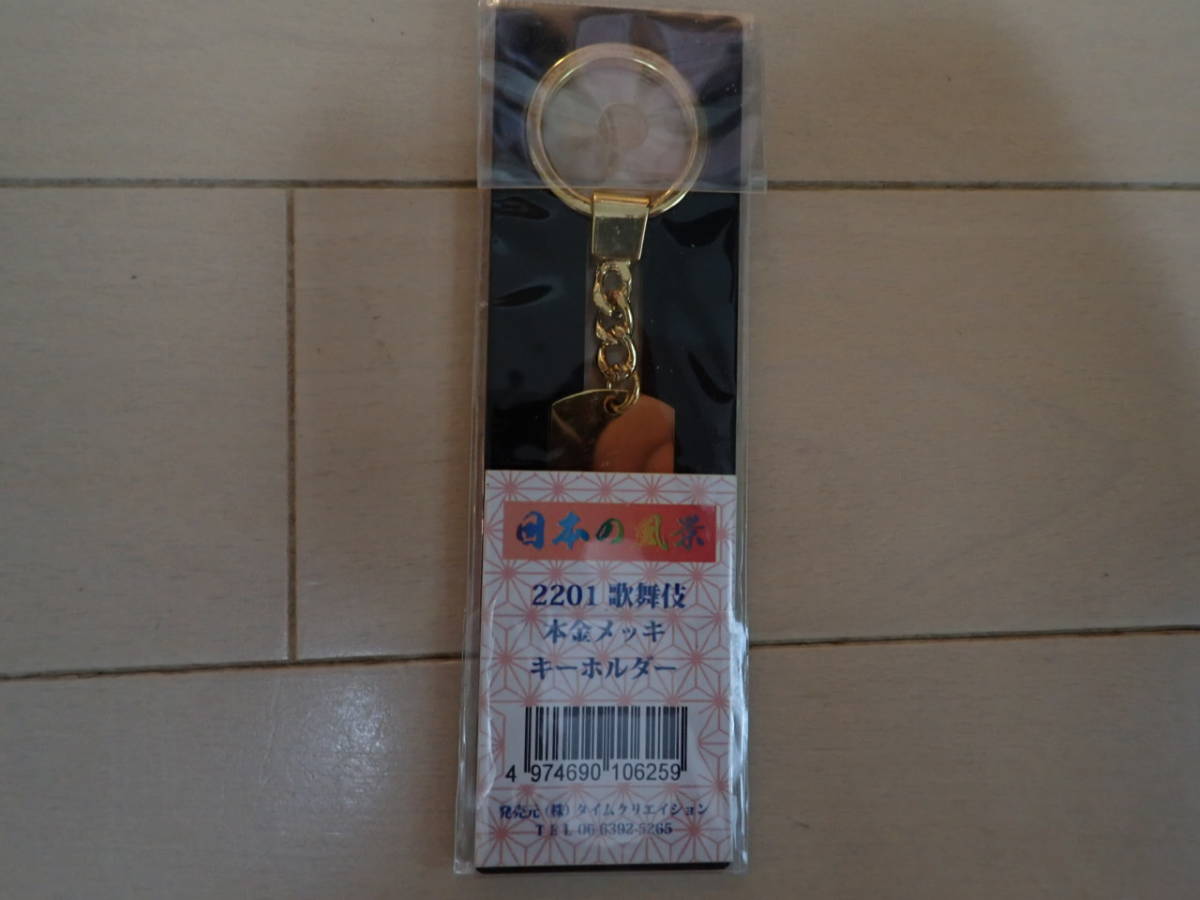 日本の風景
2201 歌舞伎
本金メッキ
キーホルダー
4 974690 106259
発売元 (株) タイムクリエイション
TEL 06-6392-5265